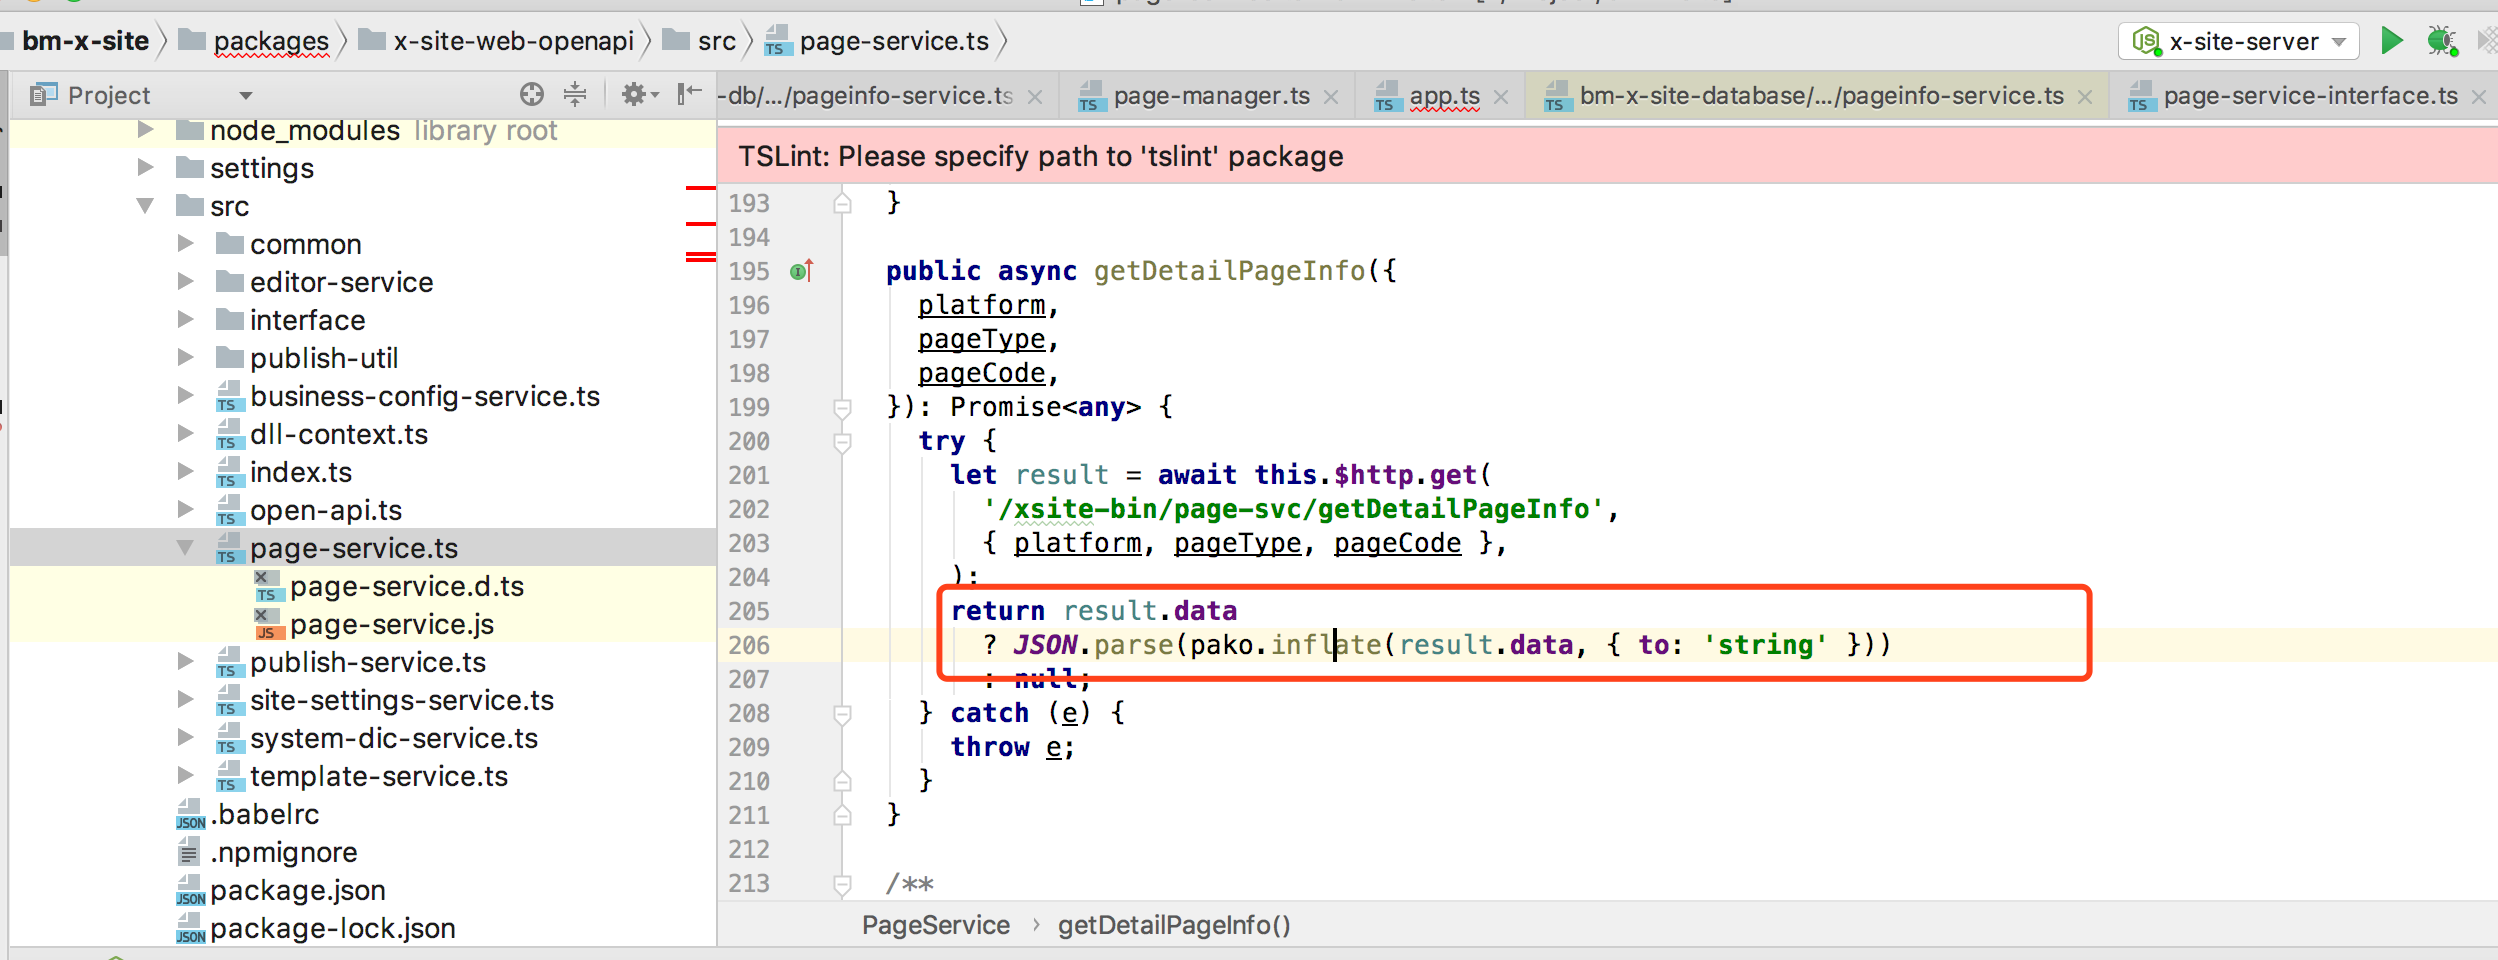 bm-x-site packages x-site-web-openapi src page-service.ts x-site-server
Project
-db/.../pageinfo-service.ts page-manager.ts app.ts bm-x-site-database/.../pageinfo-service.ts page-service-interface.ts
node_modules library root
settings
src
common
editor-service
interface
publish-util
business-config-service.ts
dll-context.ts
index.ts
open-api.ts
page-service.ts
page-service.d.ts
page-service.js
publish-service.ts
site-settings-service.ts
system-dic-service.ts
template-service.ts
.babelrc
.npmignore
package.json
package-lock.json
TSLint: Please specify path to 'tslint' package
193 }
194
195 public async getDetailPageInfo({
196 platform,
197 pageType,
198 pageCode,
199 }): Promise<any> {
200 try {
201 let result = await this.$http.get(
202 '/xsite-bin/page-svc/getDetailPageInfo',
203 { platform, pageType, pageCode },
204 );
205 return result.data
206 ? JSON.parse(pako.inflate(result.data, { to: 'string' }))
207 : null;
208 } catch (e) {
209 throw e;
210 }
211 }
212
213 /**
PageService › getDetailPageInfo()